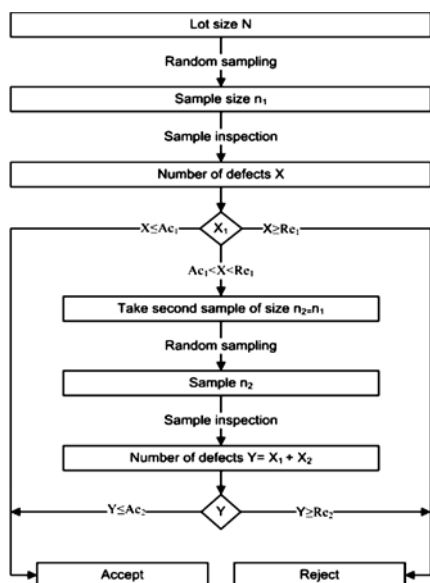 Lot size N
Random sampling
Sample size n₁
Sample inspection
Number of defects X
X≤Ac₁
X₁
X≥Re₁
Ac₁<X<Re₁
Take second sample of size n₂₌n₁
Random sampling
Sample n₂
Sample inspection
Number of defects Y= X₁ + X₂
Y≤Ac₂
Y
Y≥Re₂
Accept
Reject